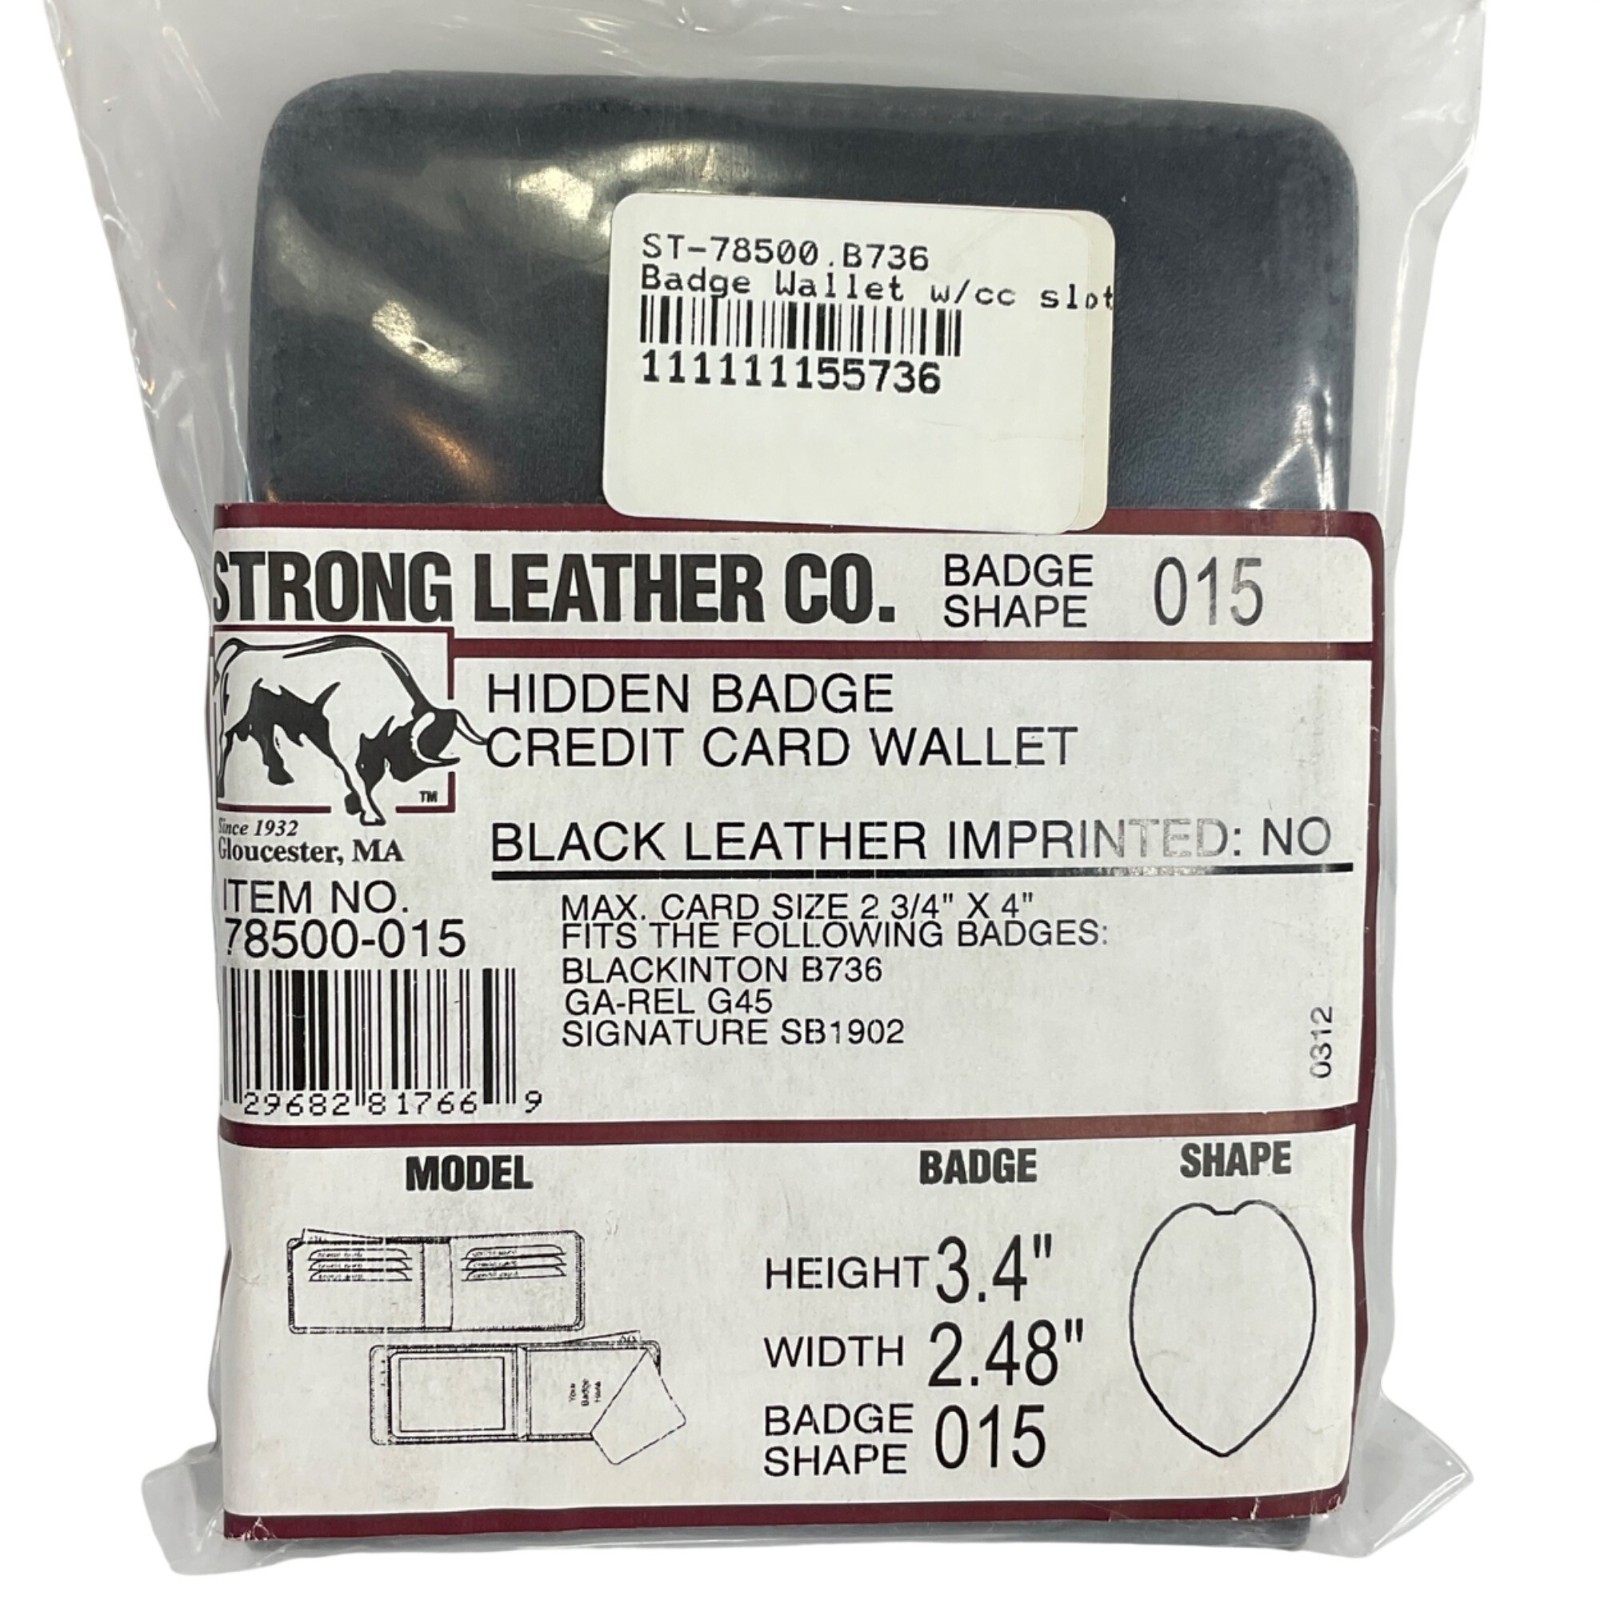 ST-78500.B736
Badge Wallet w/cc slot
111111155736
STRONG LEATHER CO.
BADGE SHAPE 015
TM
Since 1932
Gloucester, MA
HIDDEN BADGE
CREDIT CARD WALLET
BLACK LEATHER IMPRINTED: NO
ITEM NO.
78500-015
29682 81766 9
MAX. CARD SIZE 2 3/4" X 4"
FITS THE FOLLOWING BADGES:
BLACKINTON B736
GA-REL G45
SIGNATURE SB1902
0312
MODEL
BADGE
SHAPE
Your
Badge
Here
HEIGHT 3.4"
WIDTH 2.48"
BADGE
SHAPE 015